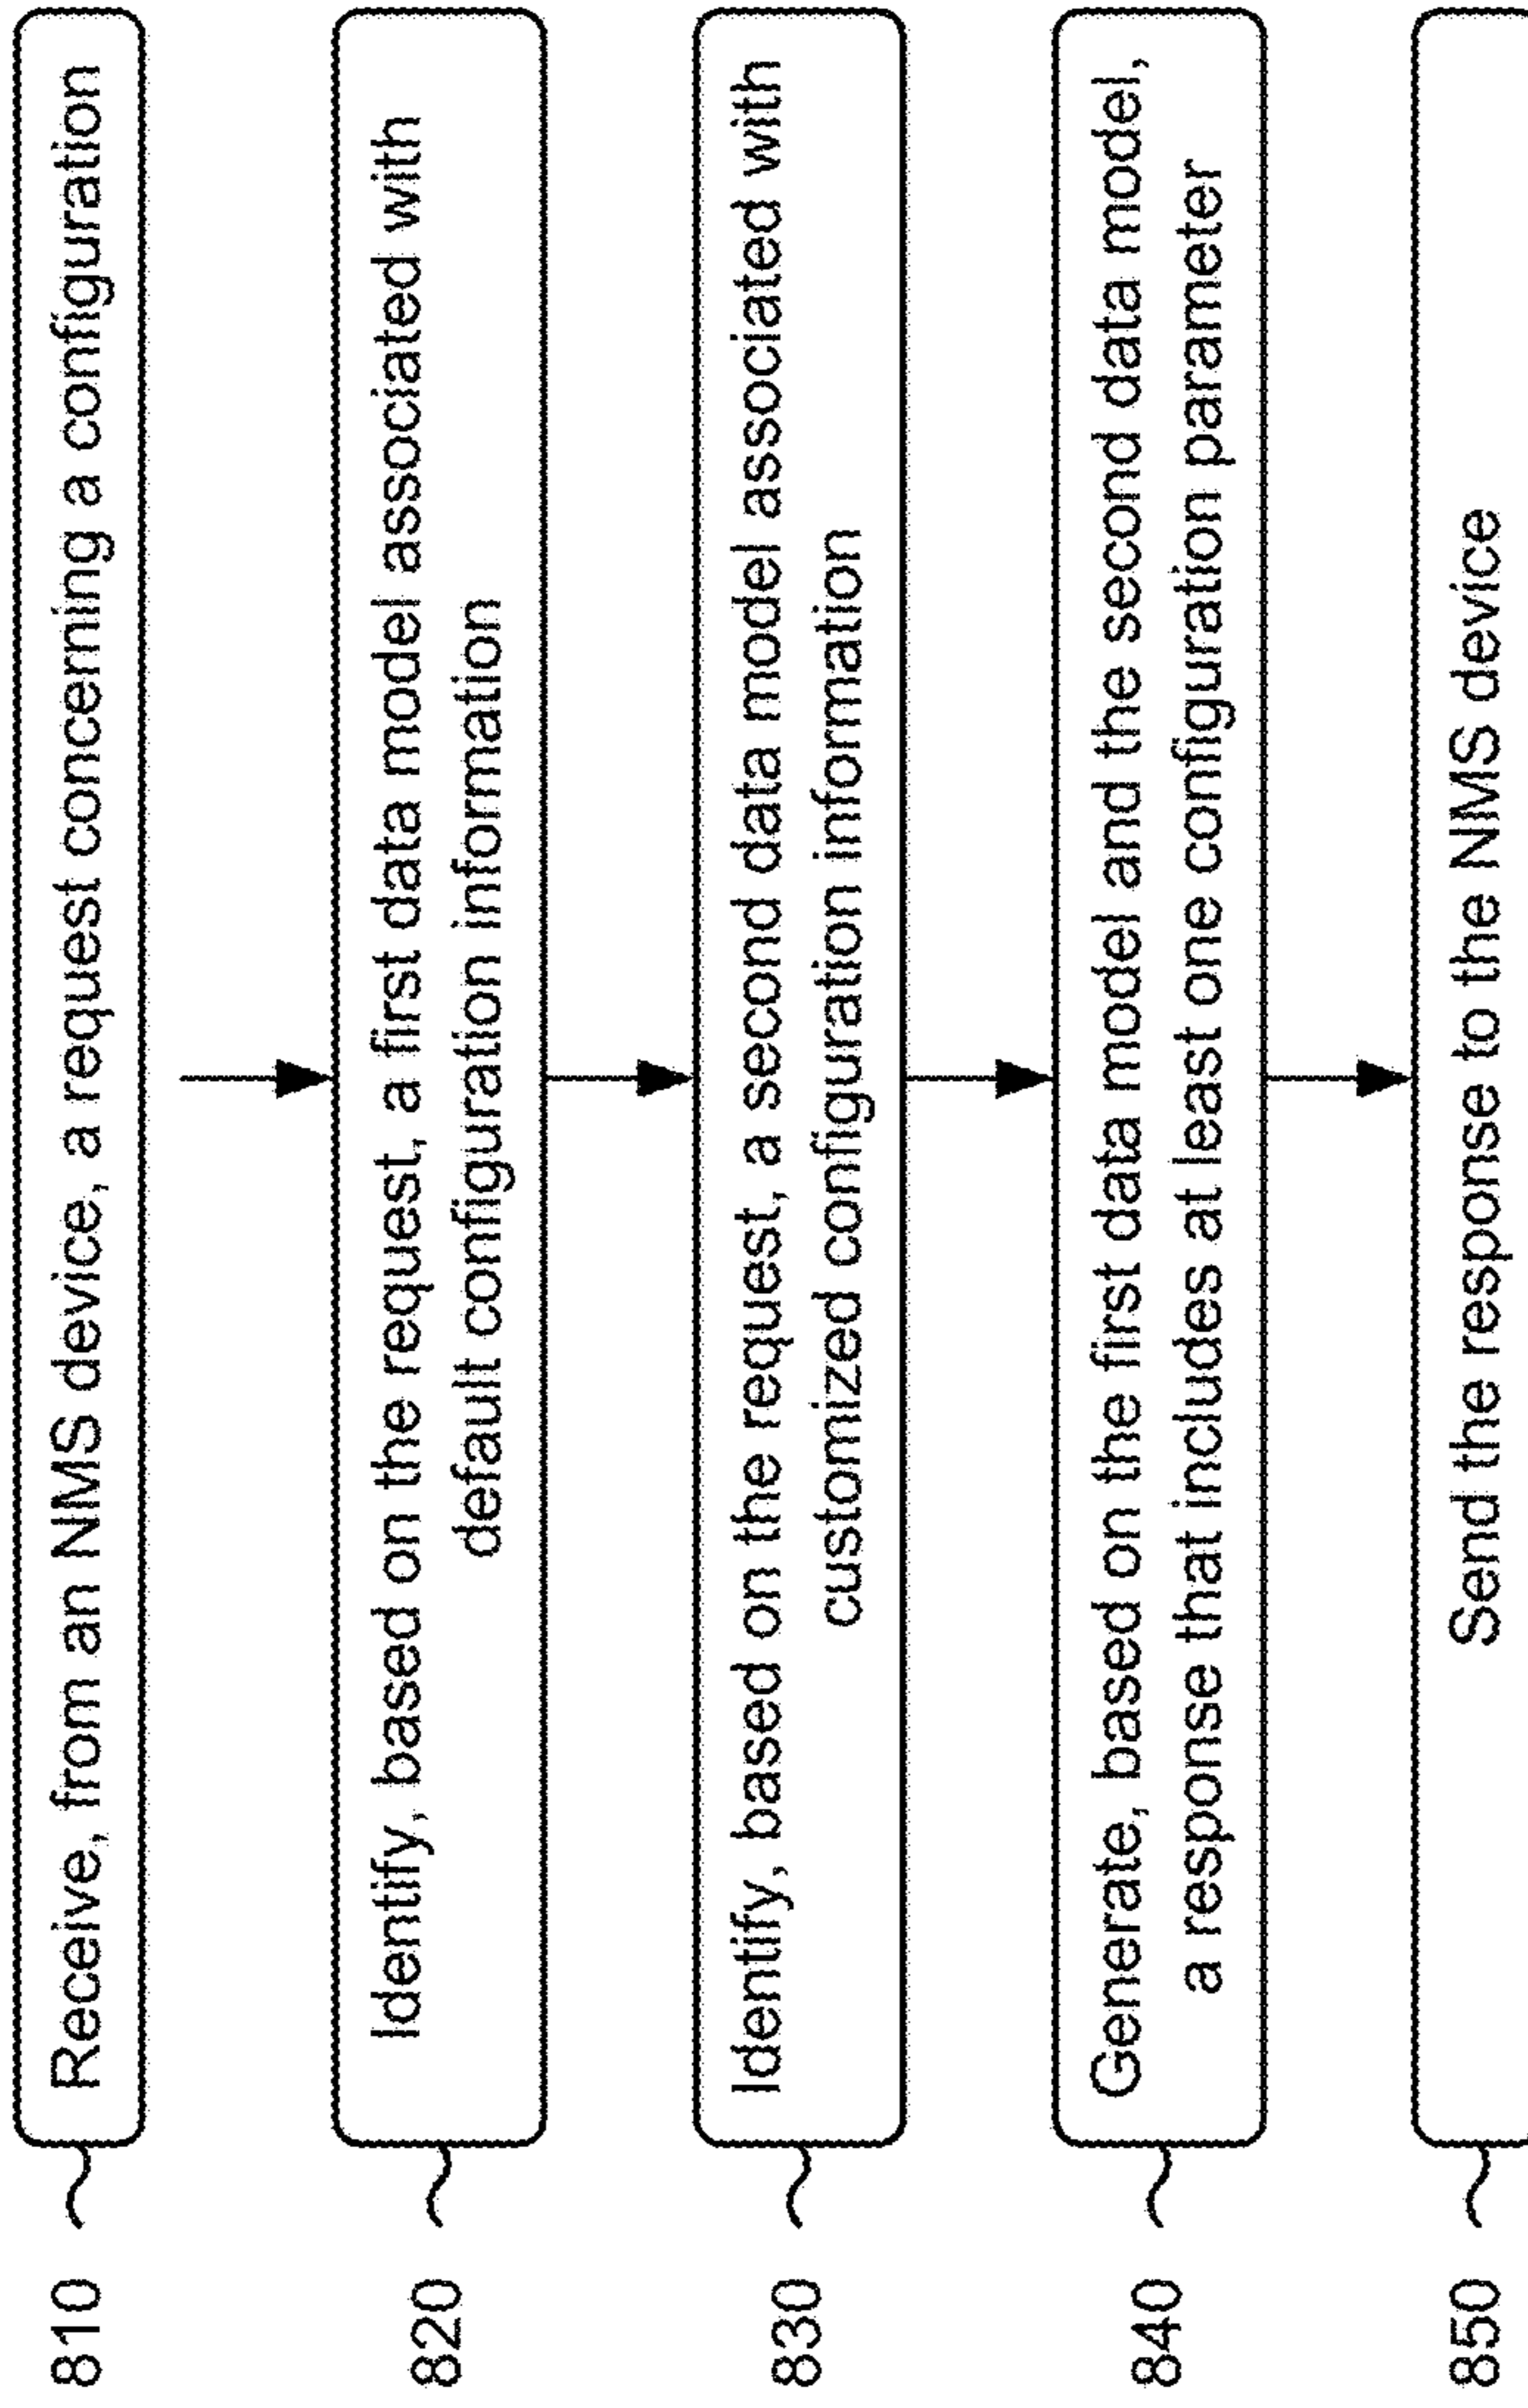 810
Receive, from an NMS device, a request concerning a configuration
820
Identify, based on the request, a first data model associated with
default configuration information
830
Identify, based on the request, a second data model associated with
customized configuration information
840
Generate, based on the first data model and the second data model,
a response that includes at least one configuration parameter
850
Send the response to the NMS device